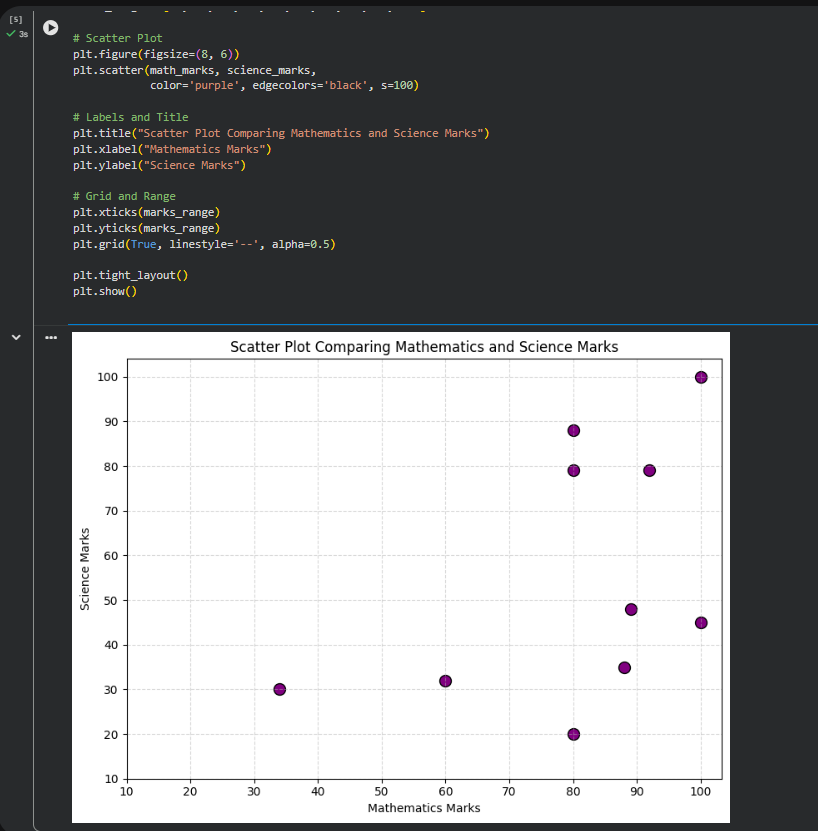 [5]
3s
# Scatter Plot
plt.figure(figsize=(8, 6))
plt.scatter(math_marks, science_marks,
color='purple', edgecolors='black', s=100)
# Labels and Title
plt.title("Scatter Plot Comparing Mathematics and Science Marks")
plt.xlabel("Mathematics Marks")
plt.ylabel("Science Marks")
# Grid and Range
plt.xticks(marks_range)
plt.yticks(marks_range)
plt.grid(True, linestyle='--', alpha=0.5)
plt.tight_layout()
plt.show()
Scatter Plot Comparing Mathematics and Science Marks
100
90
80
70
60
50
40
30
20
10
Science Marks
10 20 30 40 50 60 70 80 90 100
Mathematics Marks